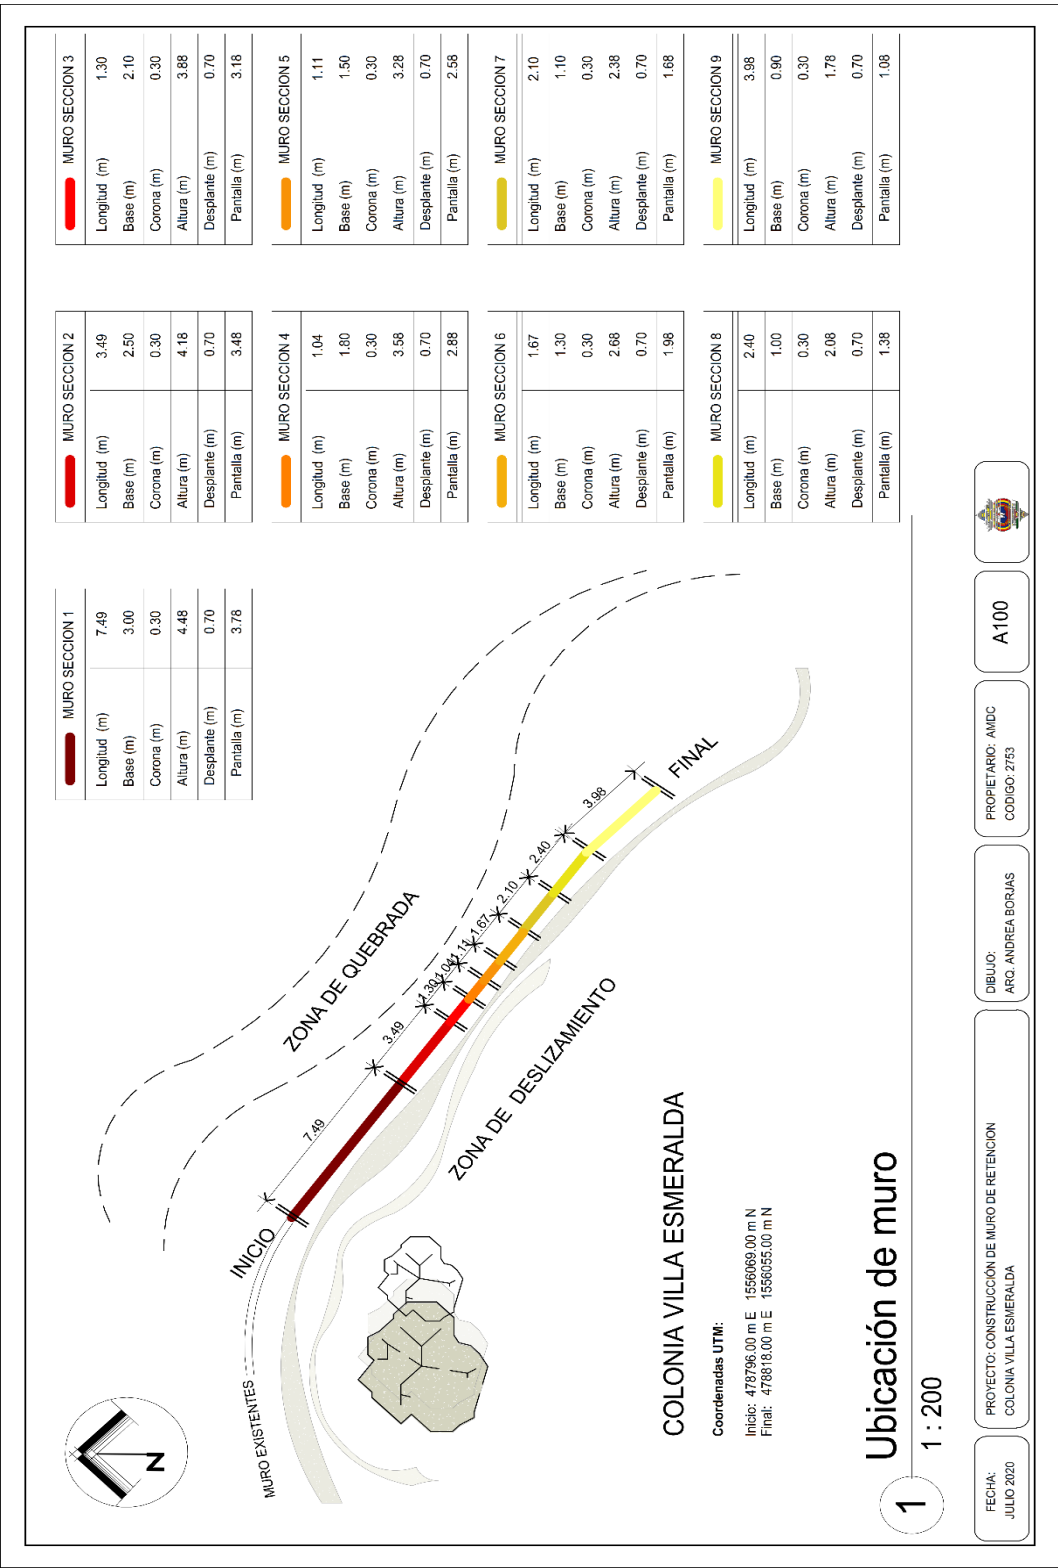 MURO SECCION 1
Longitud (m) 7.49
Base (m) 3.00
Corona (m) 0.30
Altura (m) 4.48
Desplante (m) 0.70
Pantalla (m) 3.78
MURO SECCION 2
Longitud (m) 3.49
Base (m) 2.50
Corona (m) 0.30
Altura (m) 4.18
Desplante (m) 0.70
Pantalla (m) 3.48
MURO SECCION 3
Longitud (m) 1.30
Base (m) 2.10
Corona (m) 0.30
Altura (m) 3.88
Desplante (m) 0.70
Pantalla (m) 3.18
MURO SECCION 4
Longitud (m) 1.04
Base (m) 1.80
Corona (m) 0.30
Altura (m) 3.58
Desplante (m) 0.70
Pantalla (m) 2.88
MURO SECCION 5
Longitud (m) 1.11
Base (m) 1.50
Corona (m) 0.30
Altura (m) 3.28
Desplante (m) 0.70
Pantalla (m) 2.58
MURO SECCION 6
Longitud (m) 1.67
Base (m) 1.30
Corona (m) 0.30
Altura (m) 2.68
Desplante (m) 0.70
Pantalla (m) 1.98
MURO SECCION 7
Longitud (m) 2.10
Base (m) 1.10
Corona (m) 0.30
Altura (m) 2.38
Desplante (m) 0.70
Pantalla (m) 1.68
MURO SECCION 8
Longitud (m) 2.40
Base (m) 1.00
Corona (m) 0.30
Altura (m) 2.08
Desplante (m) 0.70
Pantalla (m) 1.38
MURO SECCION 9
Longitud (m) 3.98
Base (m) 0.90
Corona (m) 0.30
Altura (m) 1.78
Desplante (m) 0.70
Pantalla (m) 1.08
N
MURO EXISTENTES
INICIO
7.49
3.49
1.30
1.04
1.11
1.67
2.10
2.40
3.98
FINAL
ZONA DE QUEBRADA
ZONA DE DESLIZAMIENTO
COLONIA VILLA ESMERALDA
Coordenadas UTM:
Inicio: 478796.00 m E 1556069.00 m N
Final: 478818.00 m E 1556055.00 m N
1
Ubicación de muro
1 : 200
FECHA:
JULIO 2020
PROYECTO: CONSTRUCCIÓN DE MURO DE RETENCION
COLONIA VILLA ESMERALDA
DIBUJO:
ARQ. ANDREA BORJAS
PROPIETARIO: AMDC
CODIGO: 2753
A100